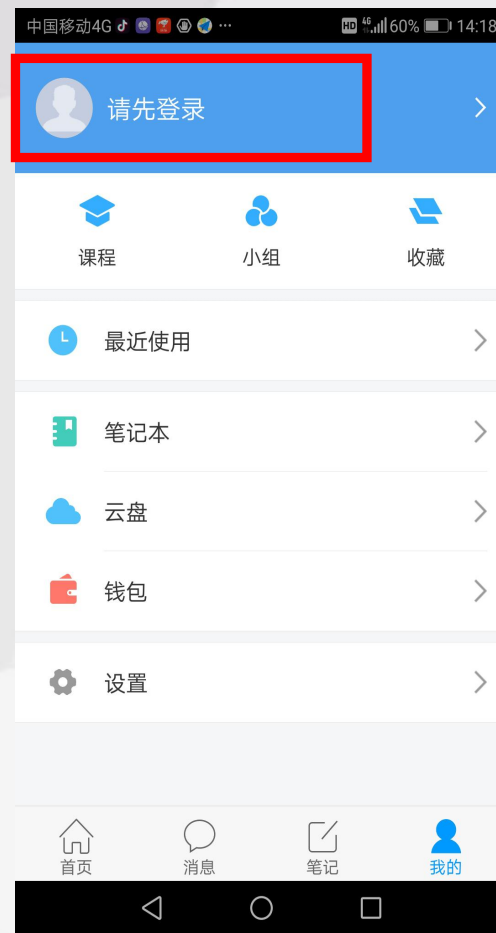 中国移动4G ··· HD 46 60% 14:18
请先登录
课程 小组 收藏
最近使用
笔记本
云盘
钱包
设置
首页 消息 笔记 我的